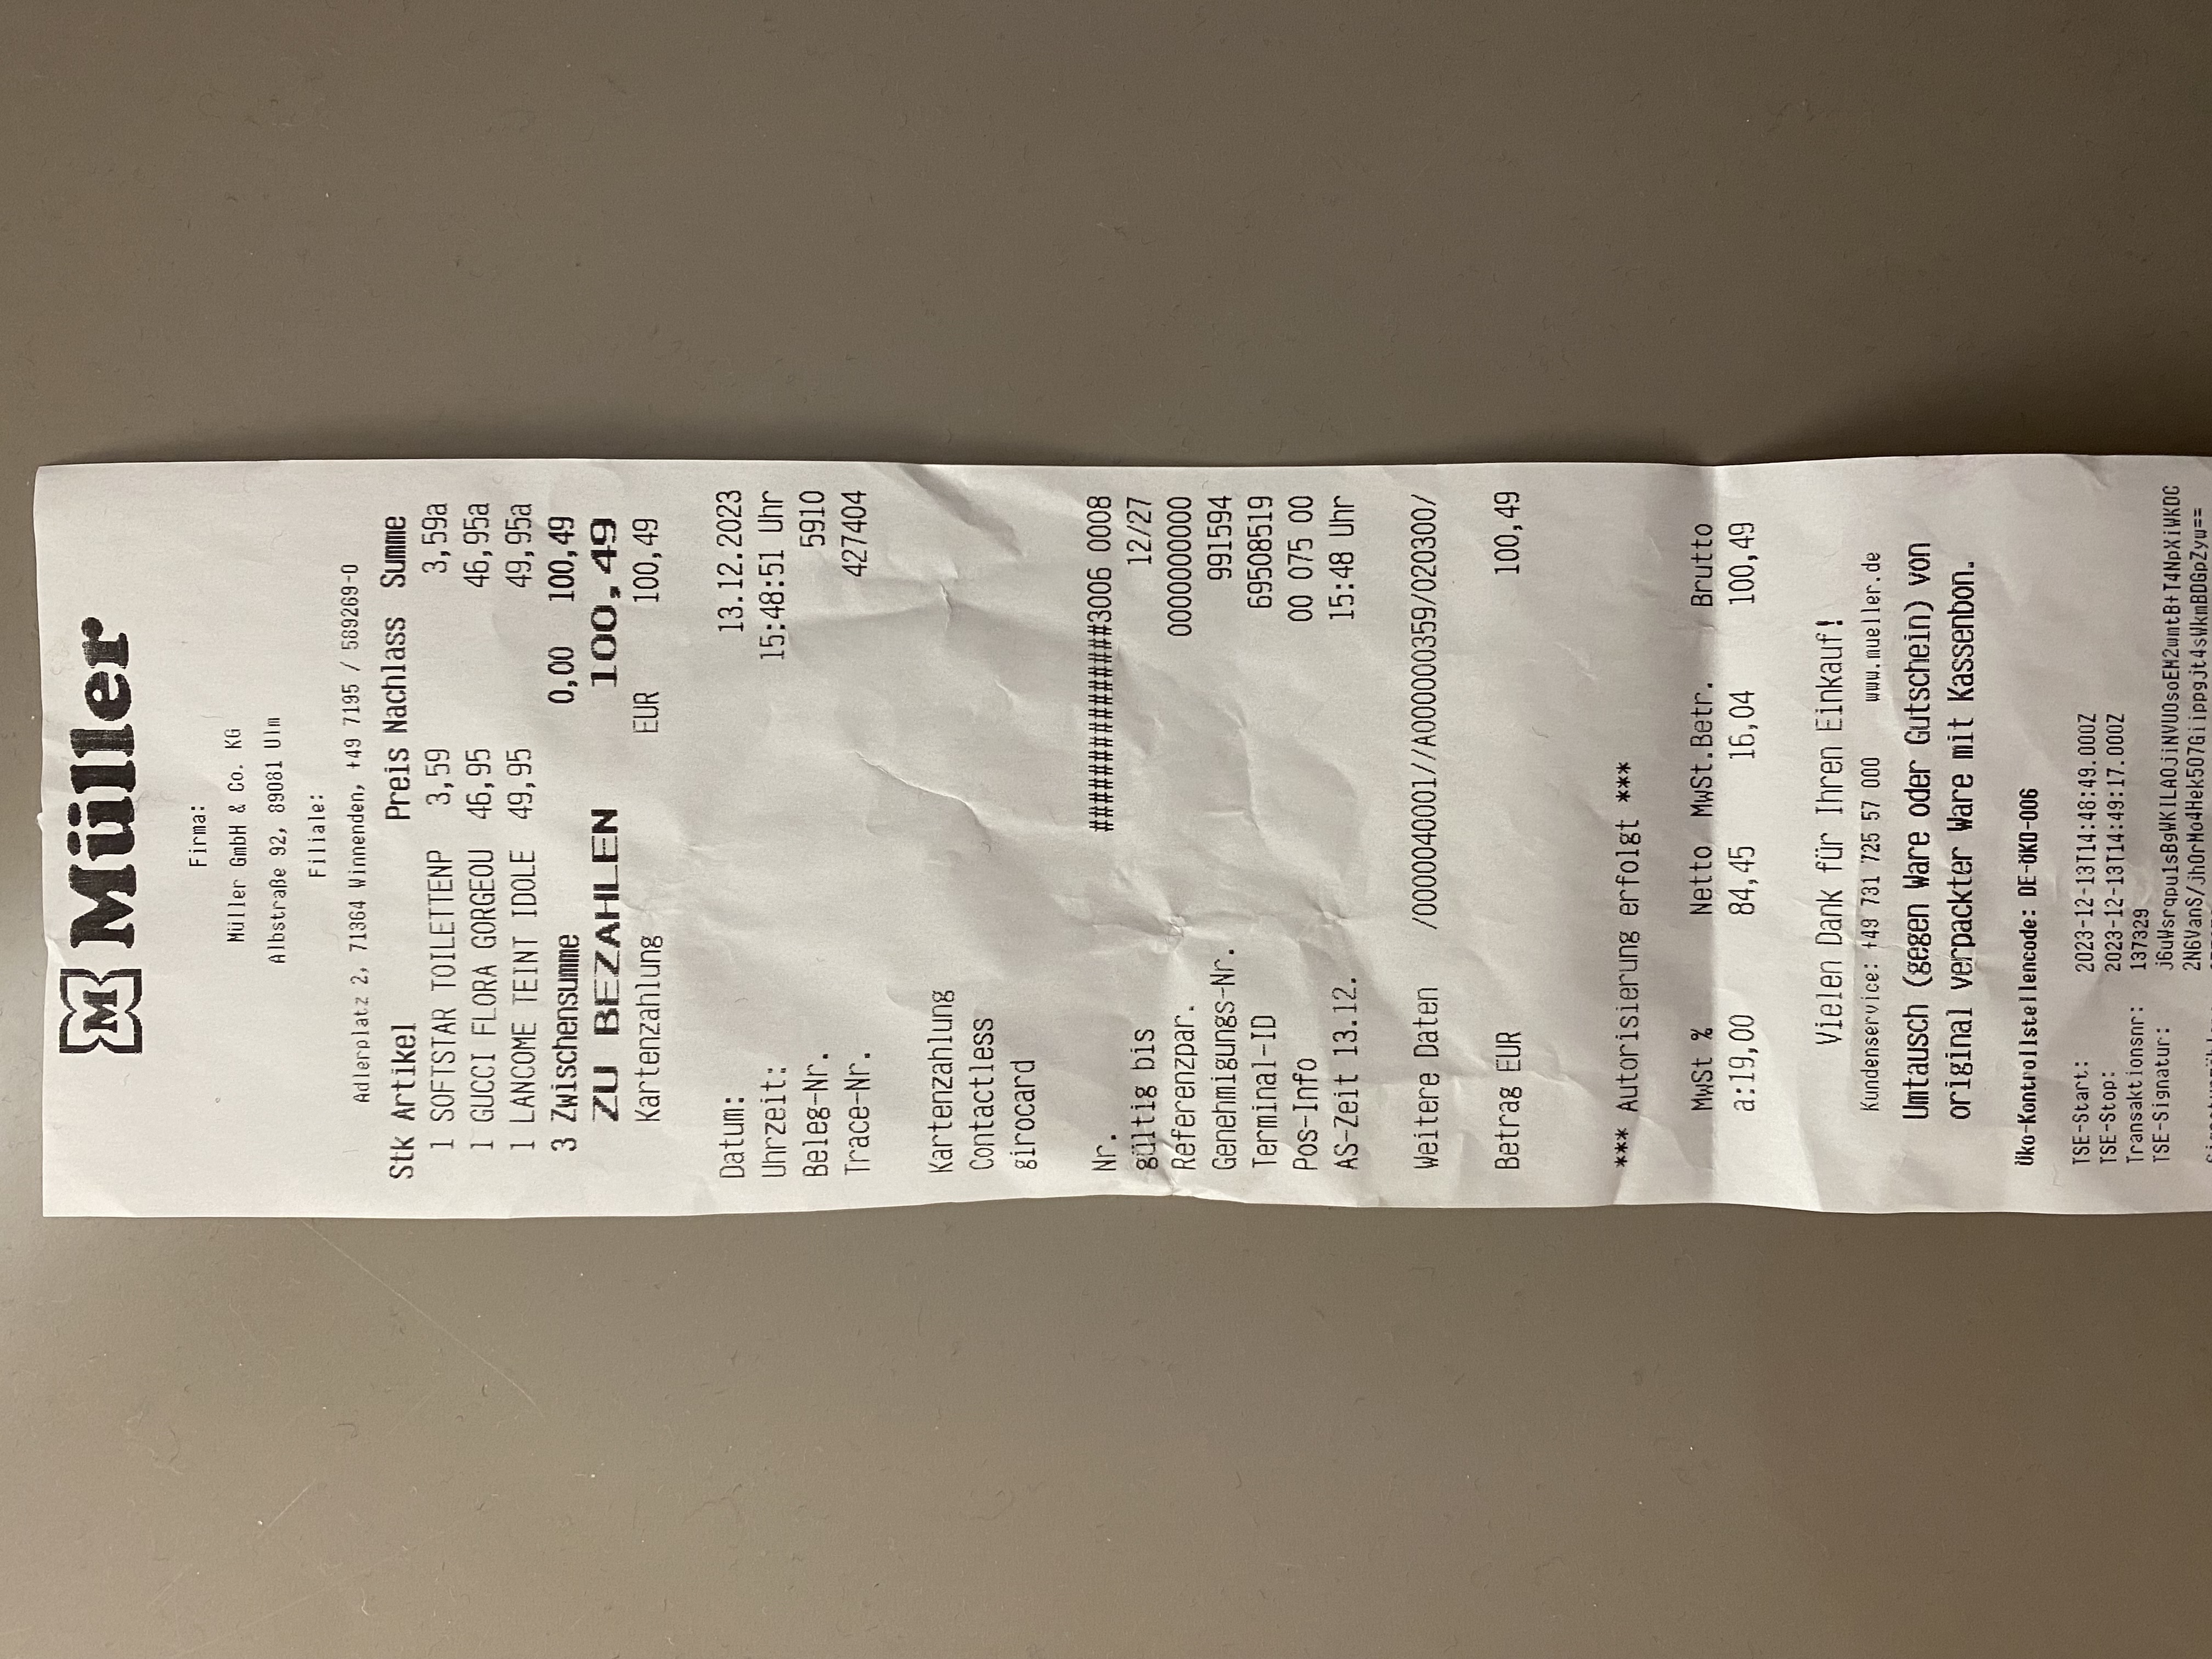 M Müller
Firma:
Müller GmbH & Co. KG
Albstraße 92, 89081 Ulm
Filiale:
Adlerplatz 2, 71364 Winnenden, +49 7195 / 589269-0
Stk Artikel Preis Nachlass Summe
1 SOFTSTAR TOILETTENP 3,59 3,59a
1 GUCCI FLORA GORGEOU 46,95 46,95a
1 LANCOME TEINT IDOLE 49,95 49,95a
3 Zwischensumme 0,00 100,49
ZU BEZAHLEN 100,49
Kartenzahlung EUR 100,49
Datum: 13.12.2023
Uhrzeit: 15:48:51 Uhr
Beleg-Nr. 5910
Trace-Nr. 427404
Kartenzahlung
Contactless
girocard
Nr. ###############3006 0008
gültig bis 12/27
Referenzpar. 0000000000
Genehmigungs-Nr. 991594
Terminal-ID 69508519
Pos-Info 00 075 00
AS-Zeit 13.12. 15:48 Uhr
Weitere Daten /0000040001//A000000359/020300/
Betrag EUR 100,49
*** Autorisierung erfolgt ***
MwSt % Netto MwSt.Betr. Brutto
a:19,00 84,45 16,04 100,49
Vielen Dank für Ihren Einkauf!
Kundenservice: +49 731 725 57 000 www.mueller.de
Umtausch (gegen Ware oder Gutschein) von
original verpackter Ware mit Kassenbon.
Öko-Kontrollstellencode: DE-ÖKO-006
TSE-Start: 2023-12-13T14:48:49.000Z
TSE-Stop: 2023-12-13T14:49:17.000Z
Transaktionsnr: 137329
TSE-Signatur: j6uWsrqpu1sBgWKILAOjiNVUOsoEM2wmtB+T4NpXiWKDC
2N6VanS/jhOrMo4Hek507Giippgjt4sWkmBDGpZyw==